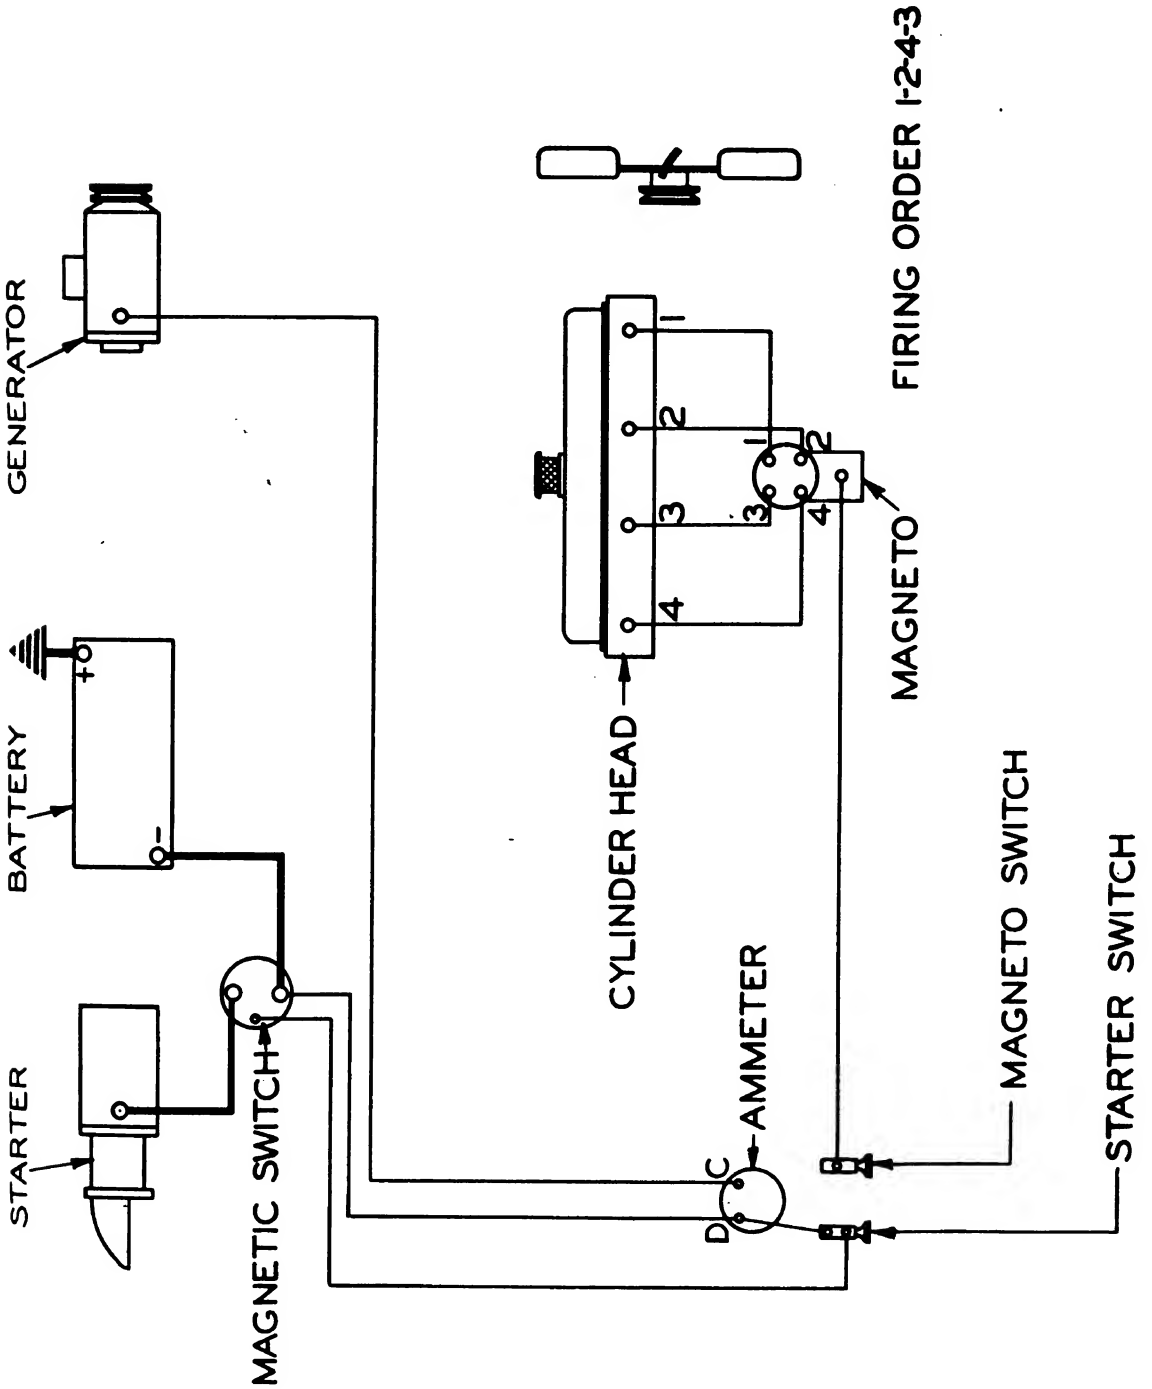 STARTER
BATTERY
GENERATOR
+
-
MAGNETIC SWITCH
CYLINDER HEAD
4
3
2
1
3
1
4
2
D
C
AMMETER
MAGNETO
FIRING ORDER 1-2-4-3
MAGNETO SWITCH
STARTER SWITCH